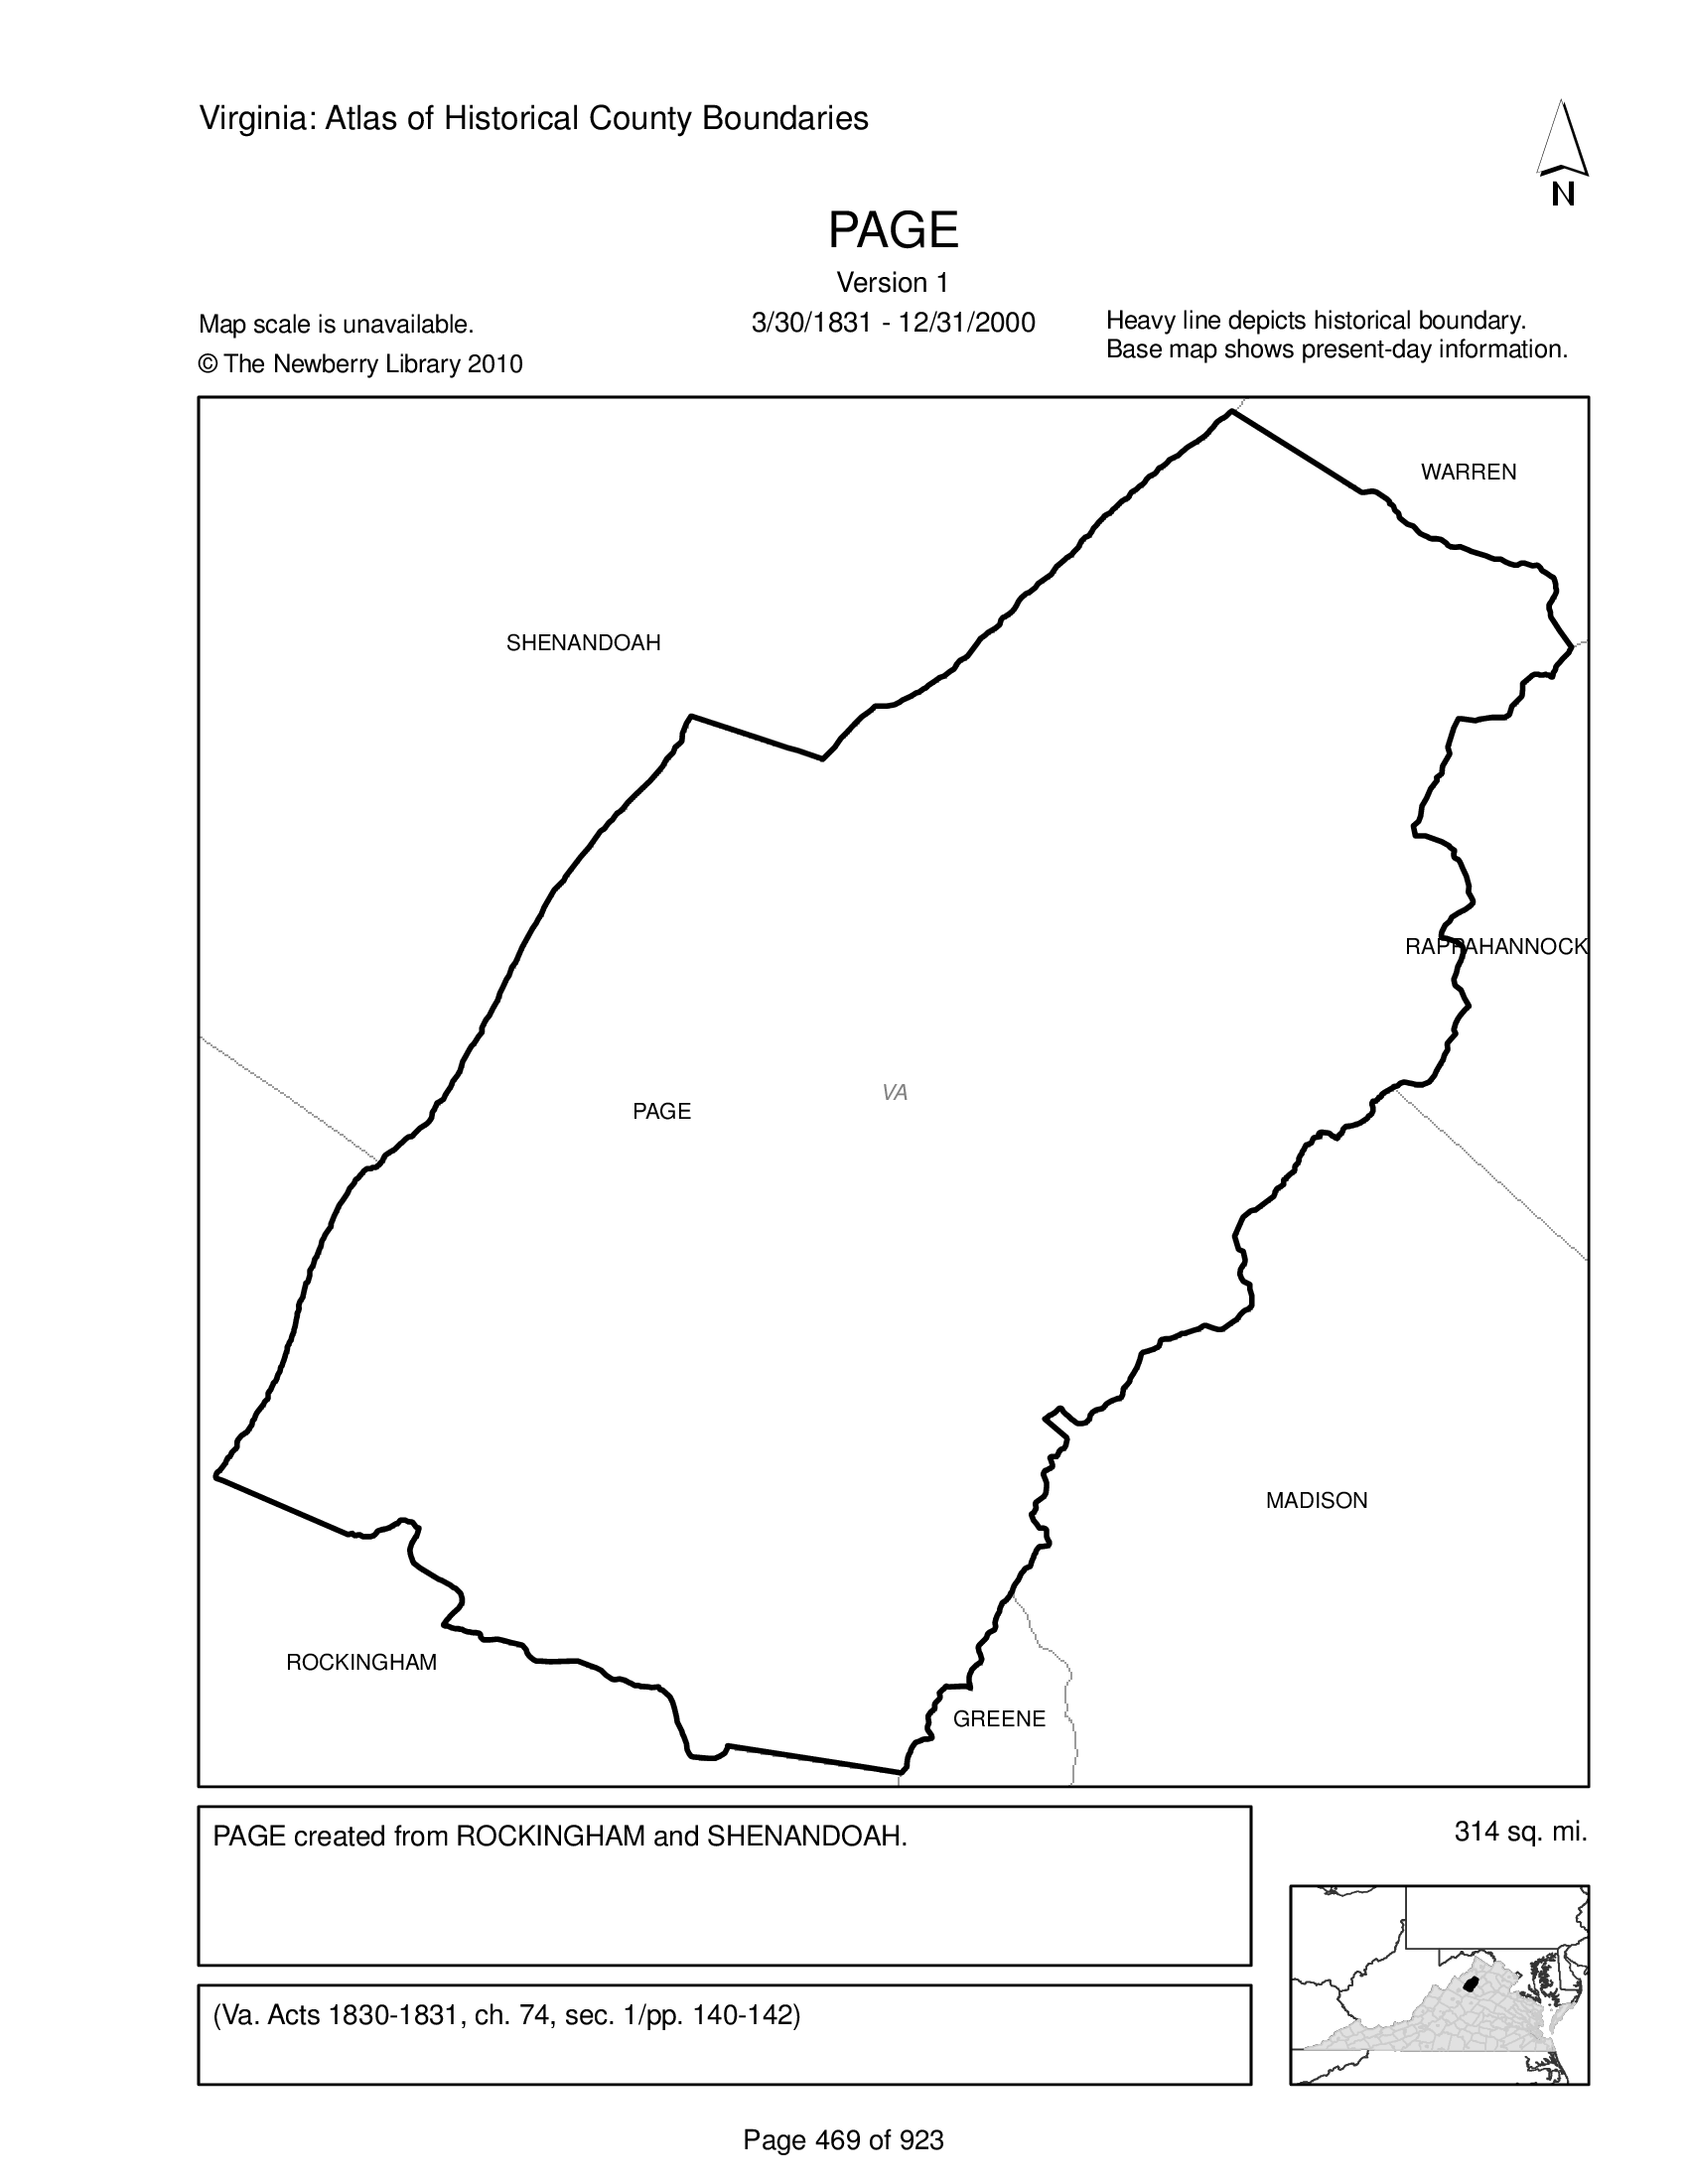 Virginia: Atlas of Historical County Boundaries
N
PAGE
Version 1
3/30/1831 - 12/31/2000
Map scale is unavailable.
© The Newberry Library 2010
Heavy line depicts historical boundary.
Base map shows present-day information.
WARREN
SHENANDOAH
RAPPAHANNOCK
VA
PAGE
MADISON
ROCKINGHAM
GREENE
PAGE created from ROCKINGHAM and SHENANDOAH.
314 sq. mi.
(Va. Acts 1830-1831, ch. 74, sec. 1/pp. 140-142)
Page 469 of 923